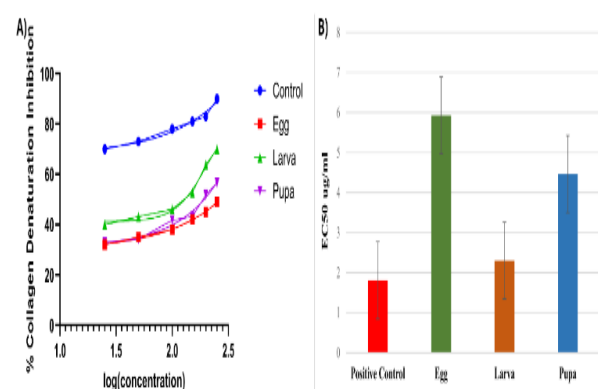 A)
% Collagen Denaturation Inhibition
100
80
60
40
20
0
1.0
1.5
2.0
2.5
log(concentration)
Control
Egg
Larva
Pupa
B)
EC50 ug/ml
8
7
6
5
4
3
2
1
0
Positive Control
Egg
Larva
Pupa